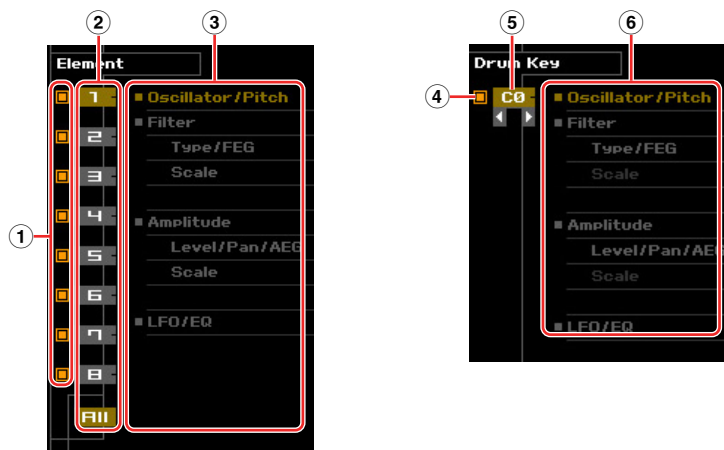 2
3
5
6
Element
1
2
3
4
5
6
7
8
All
Oscillator/Pitch
Filter
Type/FEG
Scale
Amplitude
Level/Pan/AEG
Scale
LFO/EQ
1
Drum Key
4
C0
Oscillator/Pitch
Filter
Type/FEG
Scale
Amplitude
Level/Pan/AE
Scale
LFO/EQ